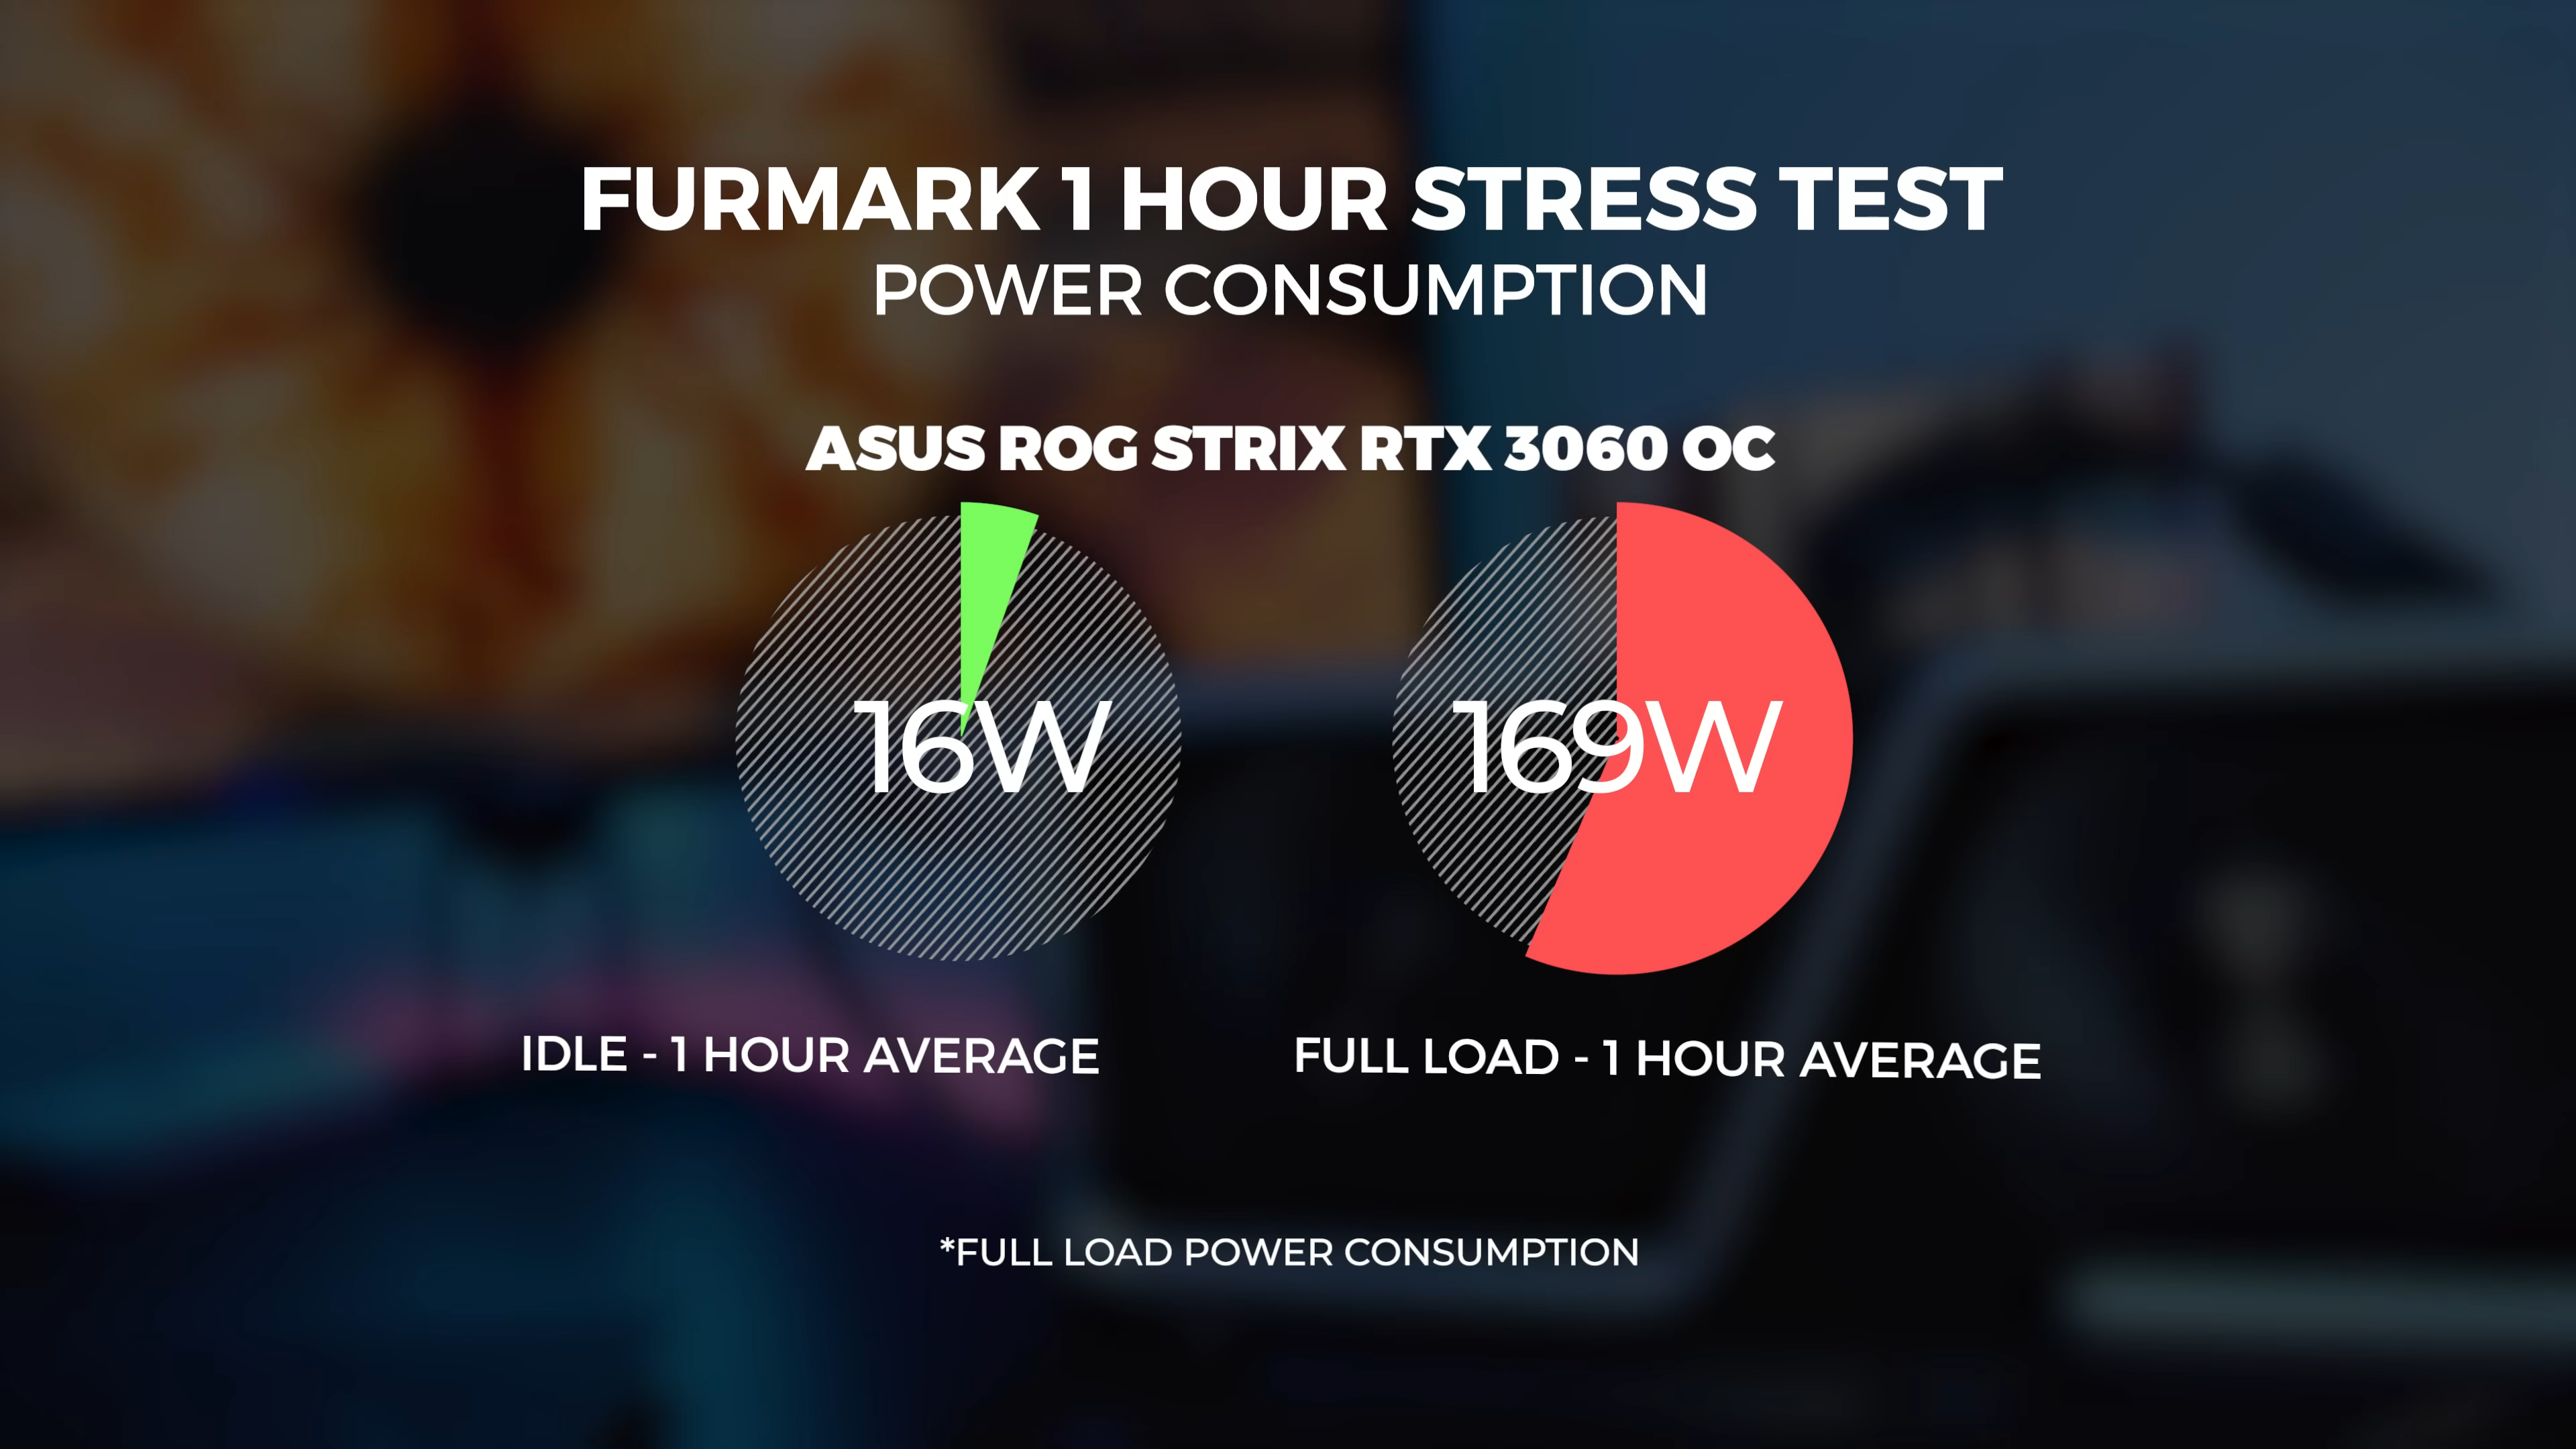 FURMARK 1 HOUR STRESS TEST
POWER CONSUMPTION
ASUS ROG STRIX RTX 3060 OC
16W
169W
IDLE - 1 HOUR AVERAGE
FULL LOAD - 1 HOUR AVERAGE
*FULL LOAD POWER CONSUMPTION